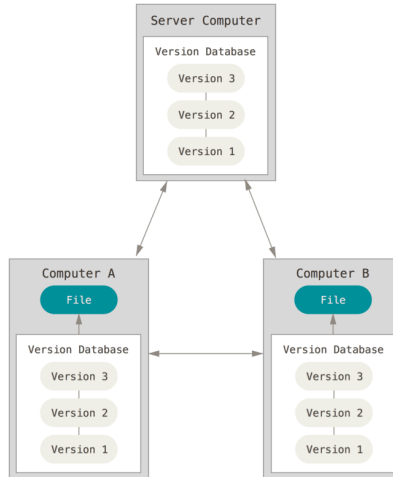 Server Computer
Version Database
Version 3
Version 2
Version 1
Computer A
File
Version Database
Version 3
Version 2
Version 1
Computer B
File
Version Database
Version 3
Version 2
Version 1